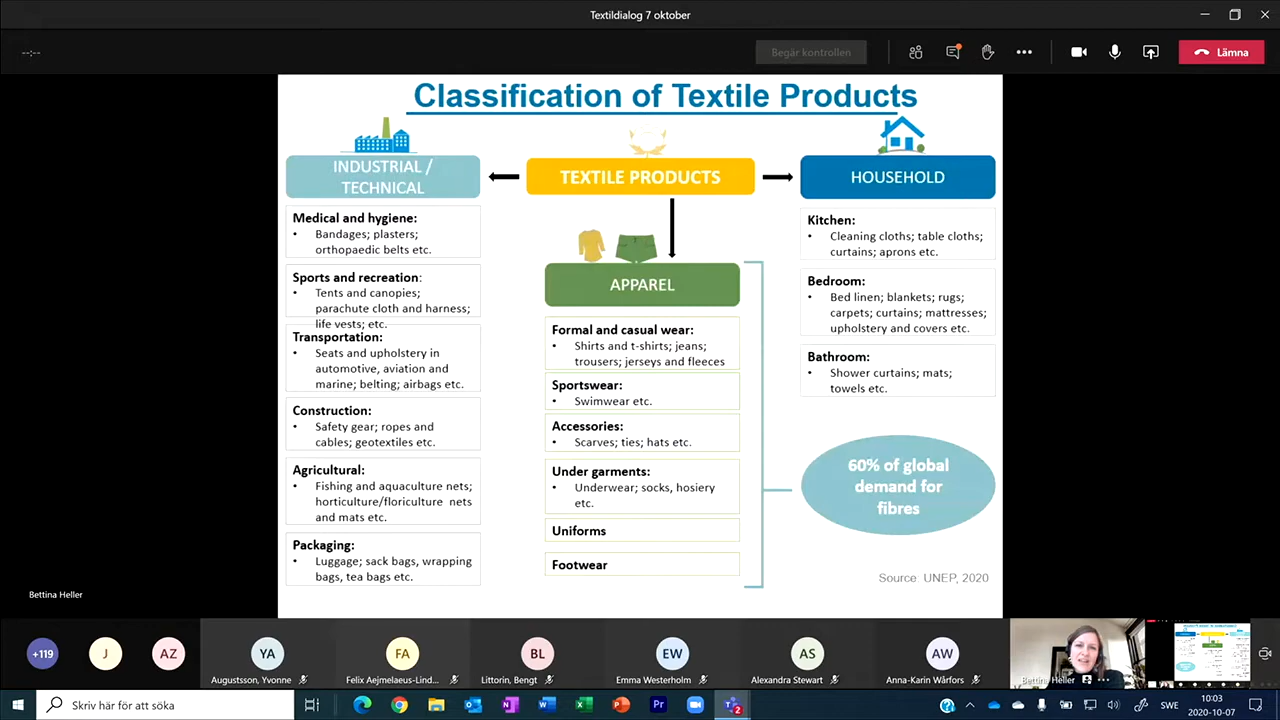 Textildialog 7 oktober
--:--
Begär kontrollen
Lämna
Classification of Textile Products
INDUSTRIAL /
TECHNICAL
TEXTILE PRODUCTS
HOUSEHOLD
Medical and hygiene:
• Bandages; plasters;
orthopaedic belts etc.
Sports and recreation:
• Tents and canopies;
parachute cloth and harness;
life vests; etc.
Transportation:
• Seats and upholstery in
automotive, aviation and
marine; belting; airbags etc.
Construction:
• Safety gear; ropes and
cables; geotextiles etc.
Agricultural:
• Fishing and aquaculture nets;
horticulture/floriculture nets
and mats etc.
Packaging:
• Luggage; sack bags, wrapping
bags, tea bags etc.
APPAREL
Formal and casual wear:
• Shirts and t-shirts; jeans;
trousers; jerseys and fleeces
Sportswear:
• Swimwear etc.
Accessories:
• Scarves; ties; hats etc.
Under garments:
• Underwear; socks, hosiery
etc.
Uniforms
Footwear
Kitchen:
• Cleaning cloths; table cloths;
curtains; aprons etc.
Bedroom:
• Bed linen; blankets; rugs;
carpets; curtains; mattresses;
upholstery and covers etc.
Bathroom:
• Shower curtains; mats;
towels etc.
60% of global
demand for
fibres
Source UNEP, 2020
Bettina Heller
+119
J
AZ
YA
Augustsson, Yvonne
FA
Felix Aejmelaeus-Lind...
BL
Littorin, Bengt
EW
Emma Westerholm
AS
Alexandra Stewart
AW
Anna-Karin Wårfors
Bettina Heller
Skriv här för att söka
SWE
10:03
2020-10-07